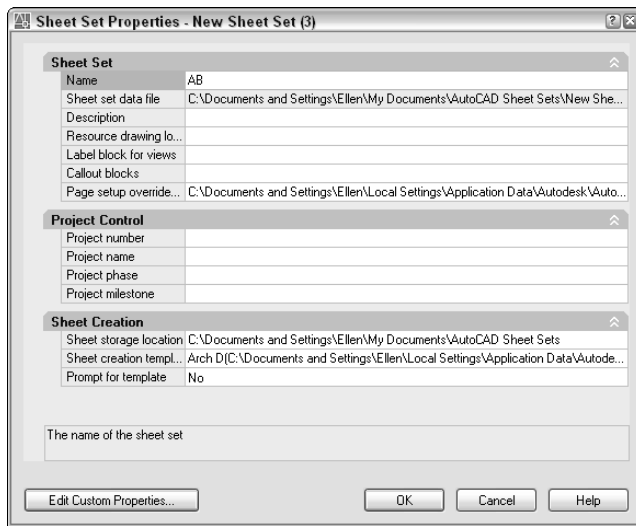 Sheet Set Properties - New Sheet Set (3)
Sheet Set
Name AB
Sheet set data file C:\Documents and Settings\Ellen\My Documents\AutoCAD Sheet Sets\New She...
Description
Resource drawing lo...
Label block for views
Callout blocks
Page setup override... C:\Documents and Settings\Ellen\Local Settings\Application Data\Autodesk\Auto...
Project Control
Project number
Project name
Project phase
Project milestone
Sheet Creation
Sheet storage location C:\Documents and Settings\Ellen\My Documents\AutoCAD Sheet Sets
Sheet creation templ... Arch D(C:\Documents and Settings\Ellen\Local Settings\Application Data\Autode...
Prompt for template No
The name of the sheet set
Edit Custom Properties... OK Cancel Help